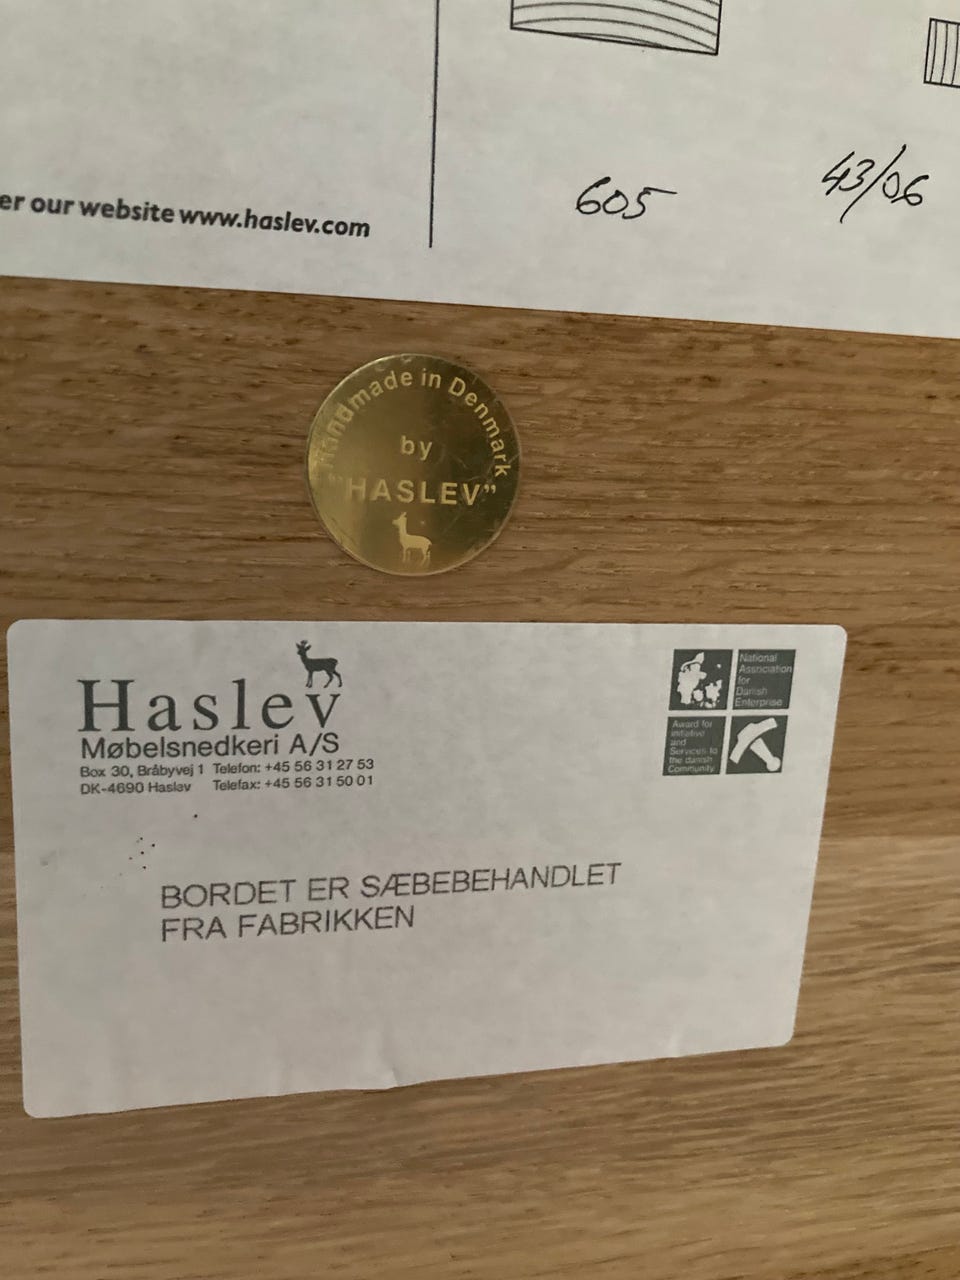 605
43/06
er our website www.haslev.com
Handmade in Denmark
by
"HASLEV"
Haslev
Møbelsnedkeri A/S
Box 30, Bråbyvej 1 Telefon: +45 56 31 27 53
DK-4690 Haslev Telefax: +45 56 31 50 01
National
Association
for
Danish
Enterprise
Award for
initiative
and
Services to
the danish
Community
BORDET ER SÆBEBEHANDLET
FRA FABRIKKEN